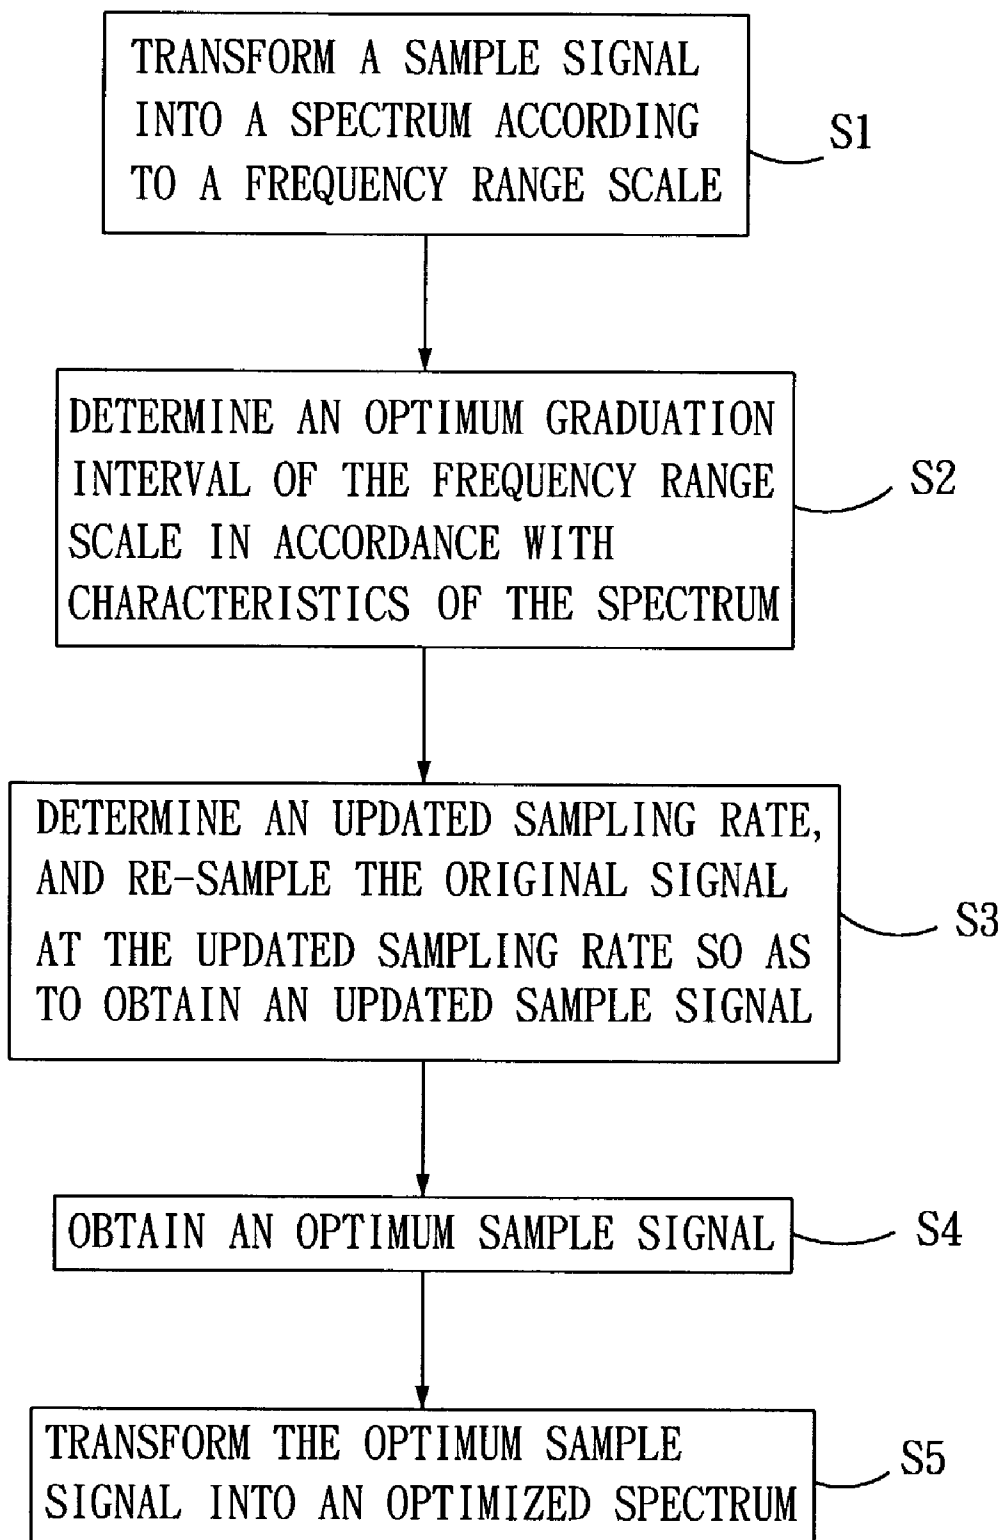 TRANSFORM A SAMPLE SIGNAL
INTO A SPECTRUM ACCORDING
TO A FREQUENCY RANGE SCALE
S1
DETERMINE AN OPTIMUM GRADUATION
INTERVAL OF THE FREQUENCY RANGE
SCALE IN ACCORDANCE WITH
CHARACTERISTICS OF THE SPECTRUM
S2
DETERMINE AN UPDATED SAMPLING RATE,
AND RE-SAMPLE THE ORIGINAL SIGNAL
AT THE UPDATED SAMPLING RATE SO AS
TO OBTAIN AN UPDATED SAMPLE SIGNAL
S3
OBTAIN AN OPTIMUM SAMPLE SIGNAL
S4
TRANSFORM THE OPTIMUM SAMPLE
SIGNAL INTO AN OPTIMIZED SPECTRUM
S5